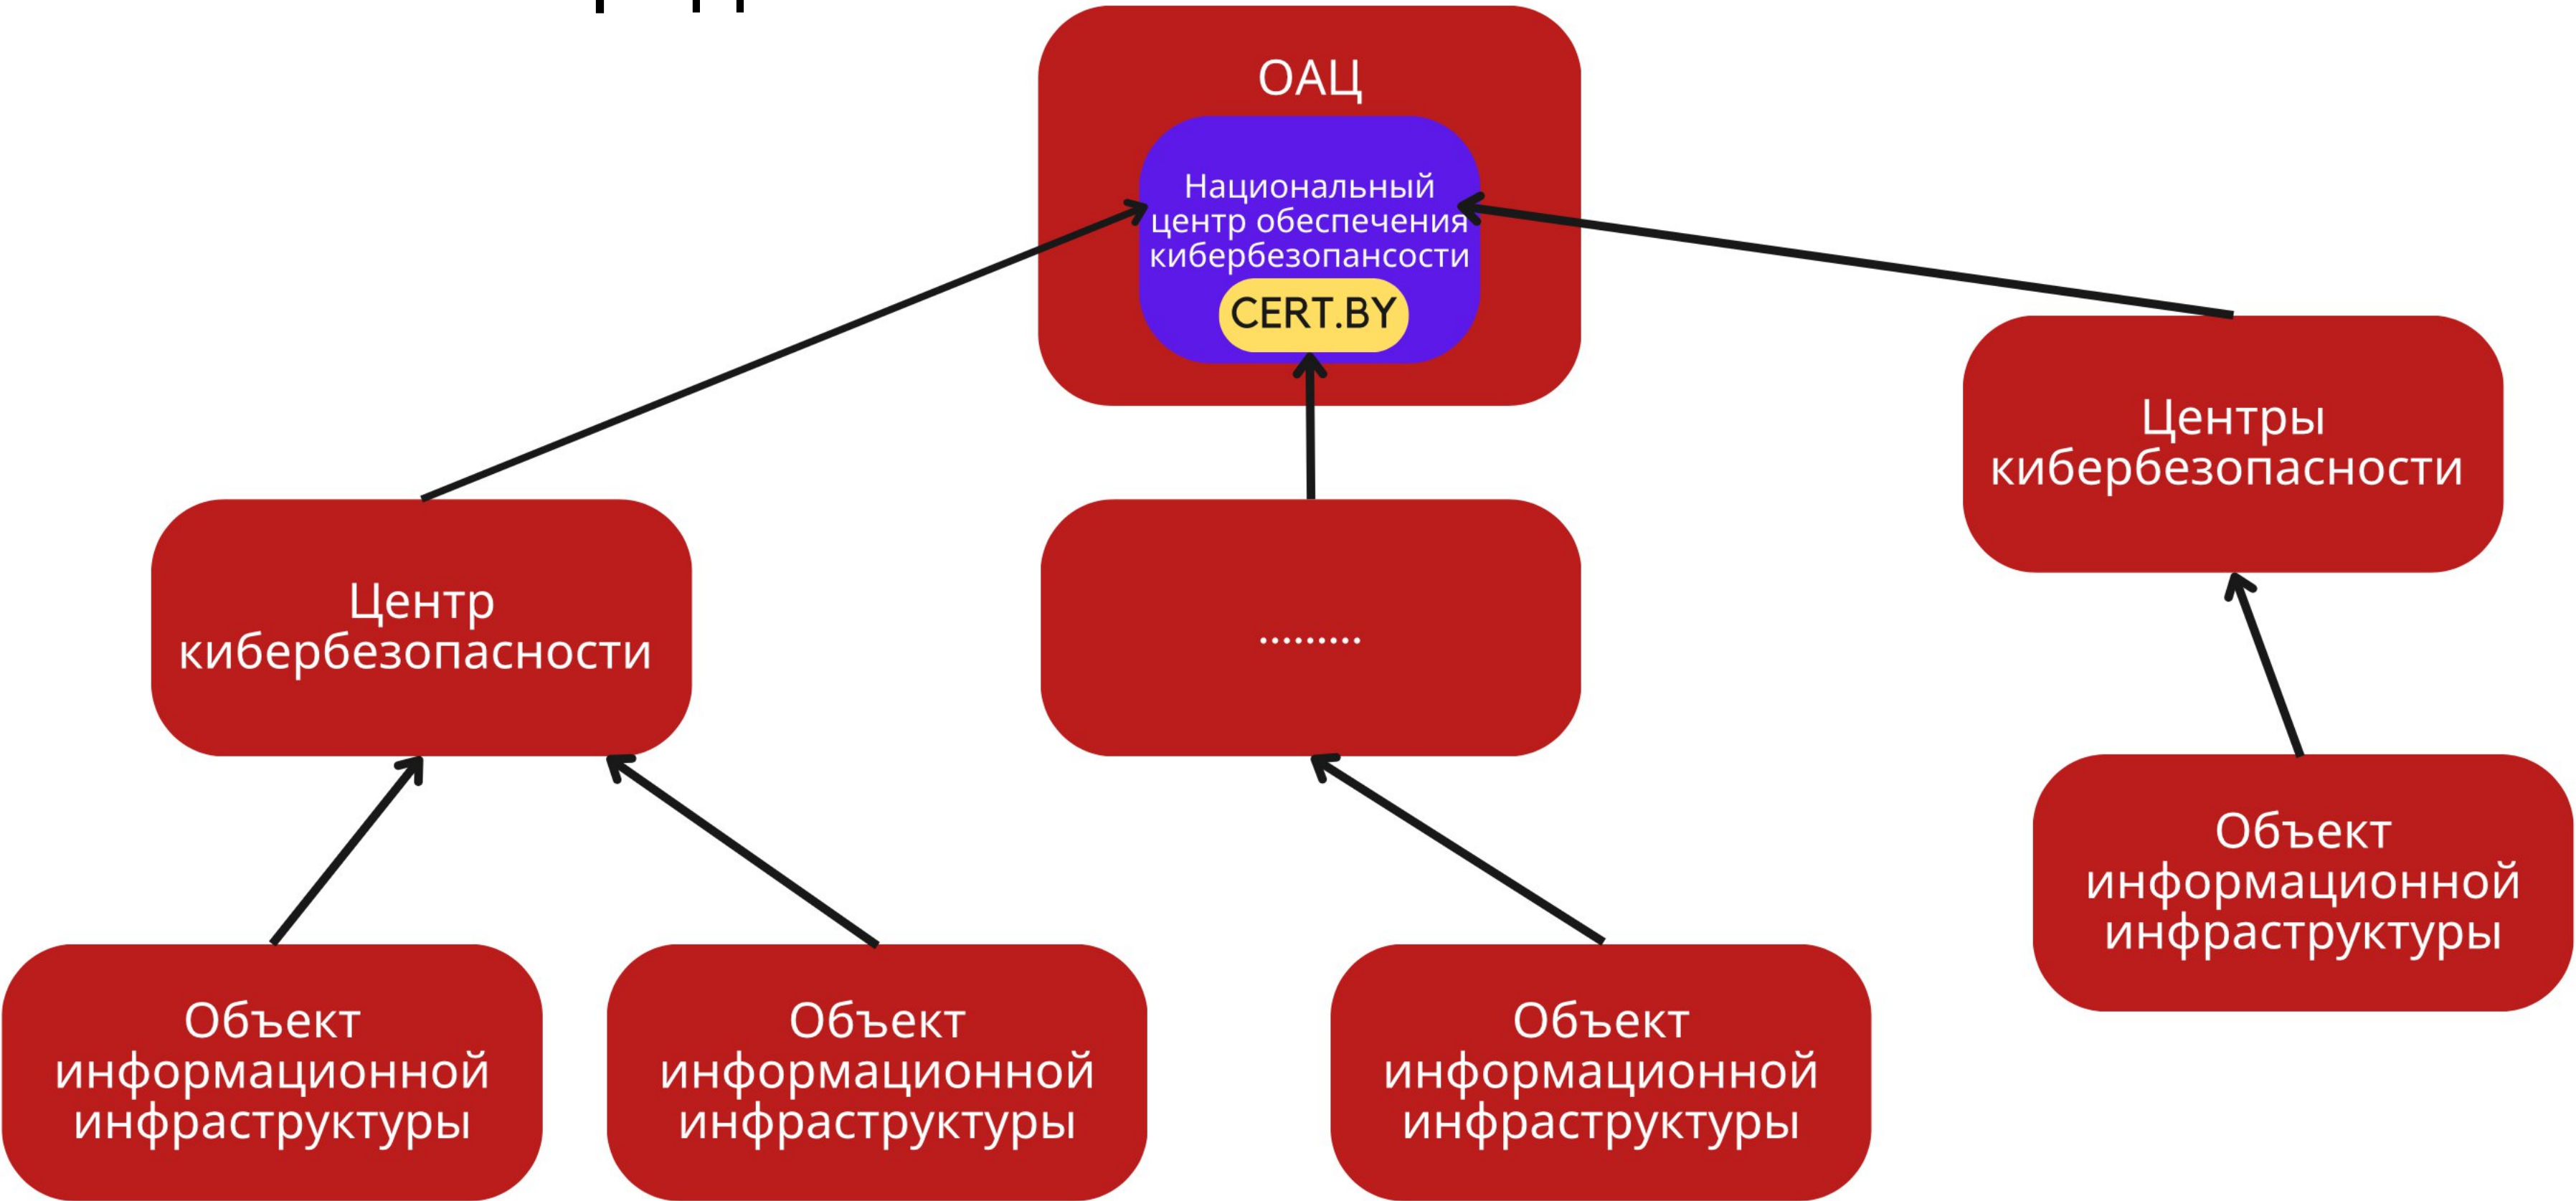 ОАЦ
Национальный
центр обеспечения
кибербезопансости
CERT.BY
Центры
кибербезопасности
Центр
кибербезопасности
.........
Объект
информационной
инфраструктуры
Объект
информационной
инфраструктуры
Объект
информационной
инфраструктуры
Объект
информационной
инфраструктуры